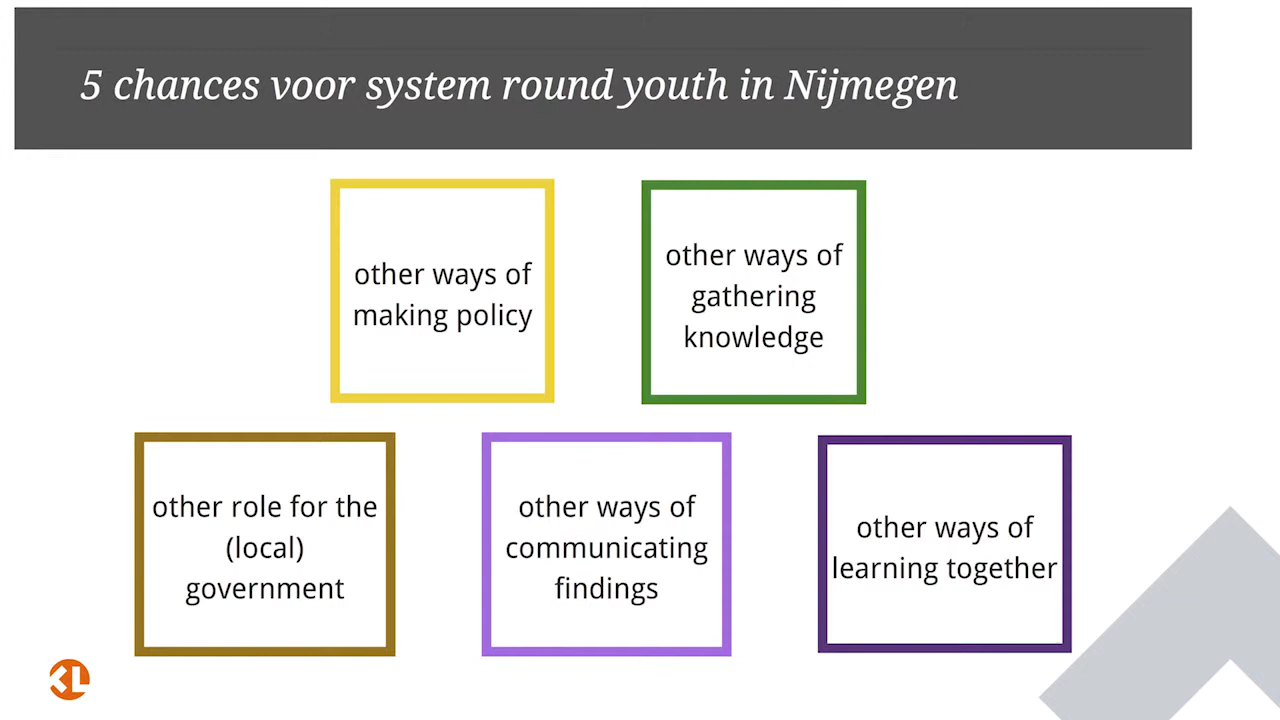 5 chances voor system round youth in Nijmegen
other ways of
making policy
other ways of
gathering
knowledge
other role for the
(local)
government
other ways of
communicating
findings
other ways of
learning together